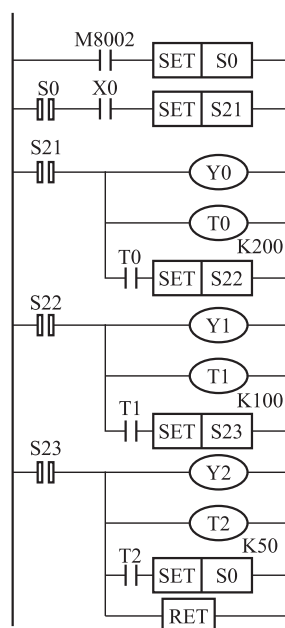 M8002
SET S0
S0 X0
SET S21
S21
Y0
T0
K200
T0
SET S22
S22
Y1
T1
K100
T1
SET S23
S23
Y2
T2
K50
T2
SET S0
RET